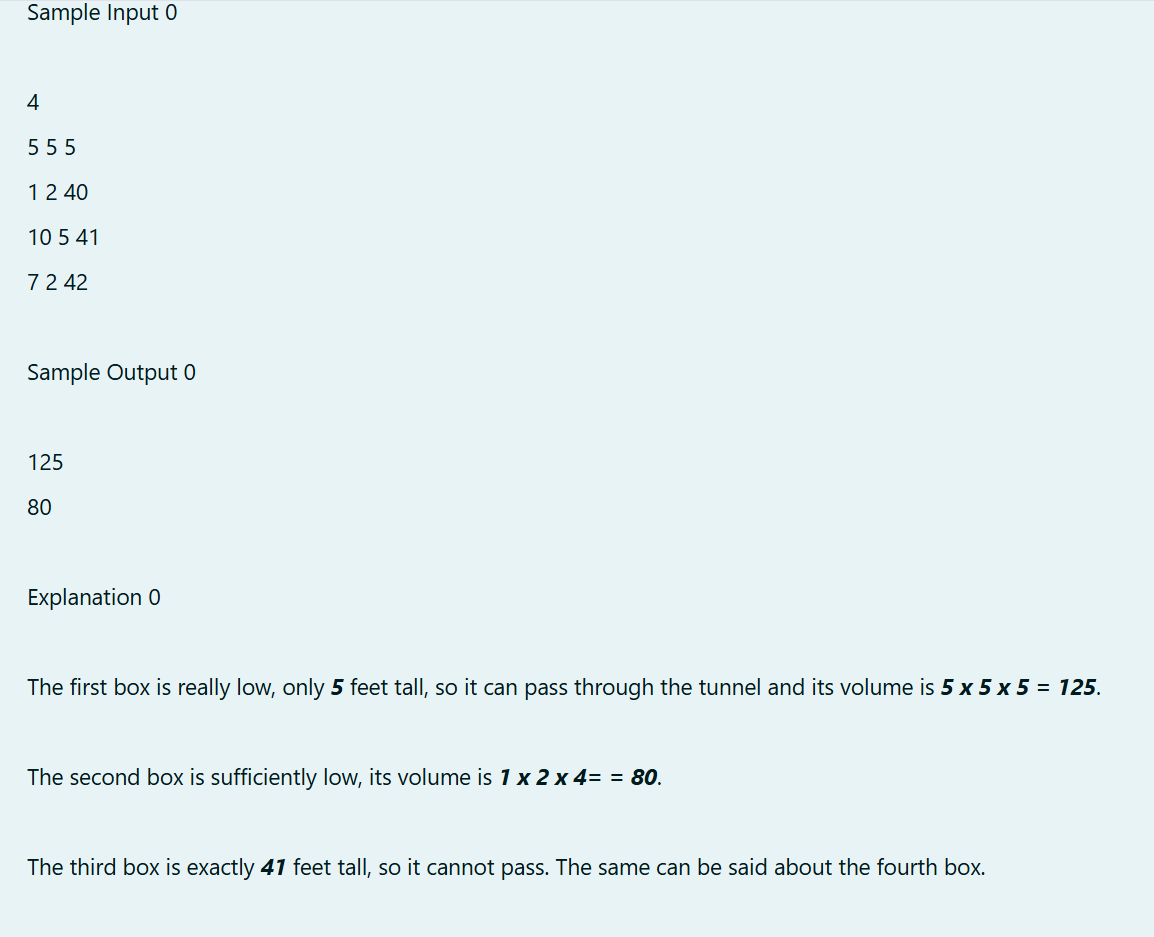 Sample Input 0
4
5 5 5
1 2 40
10 5 41
7 2 42
Sample Output 0
125
80
Explanation 0
The first box is really low, only 5 feet tall, so it can pass through the tunnel and its volume is 5 x 5 x 5 = 125.
The second box is sufficiently low, its volume is 1 x 2 x 4= = 80.
The third box is exactly 41 feet tall, so it cannot pass. The same can be said about the fourth box.